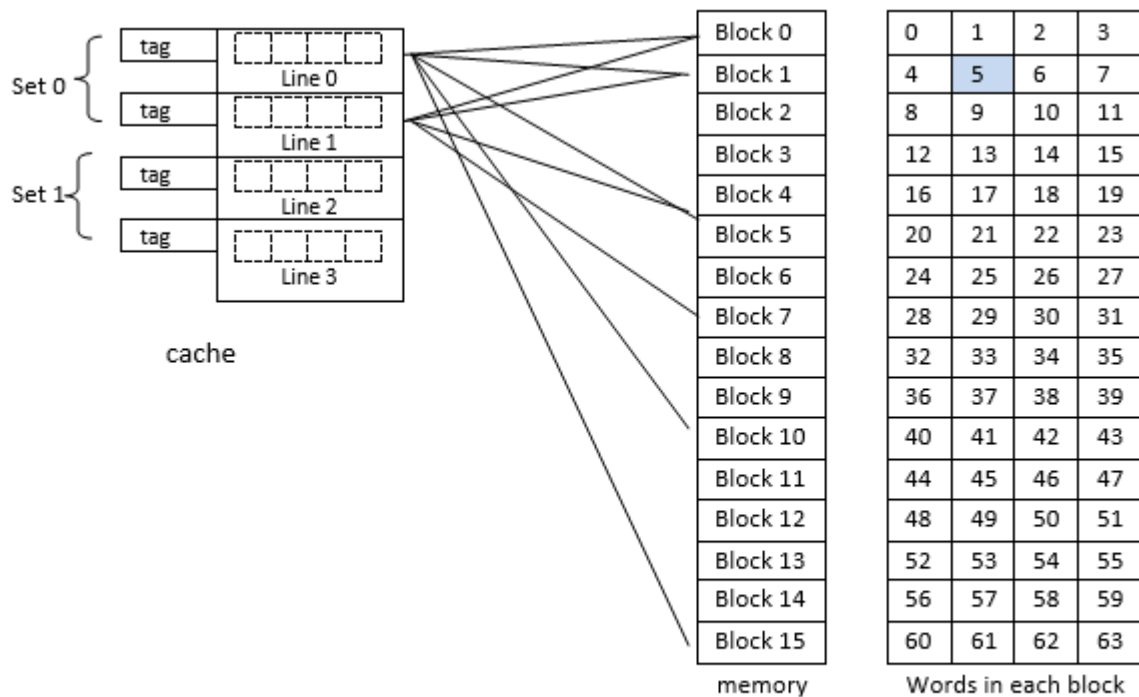 Set 0
tag
Line 0
tag
Line 1
Set 1
tag
Line 2
tag
Line 3
cache
Block 0
Block 1
Block 2
Block 3
Block 4
Block 5
Block 6
Block 7
Block 8
Block 9
Block 10
Block 11
Block 12
Block 13
Block 14
Block 15
memory
0 1 2 3
4 5 6 7
8 9 10 11
12 13 14 15
16 17 18 19
20 21 22 23
24 25 26 27
28 29 30 31
32 33 34 35
36 37 38 39
40 41 42 43
44 45 46 47
48 49 50 51
52 53 54 55
56 57 58 59
60 61 62 63
Words in each block